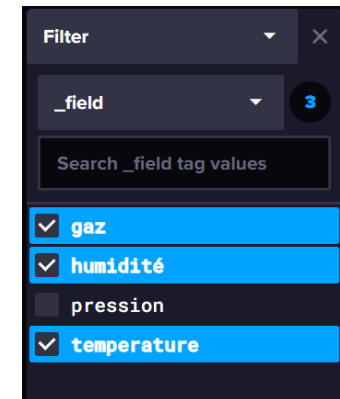 Filter
_field
3
Search _field tag values
gaz
humidité
pression
temperature